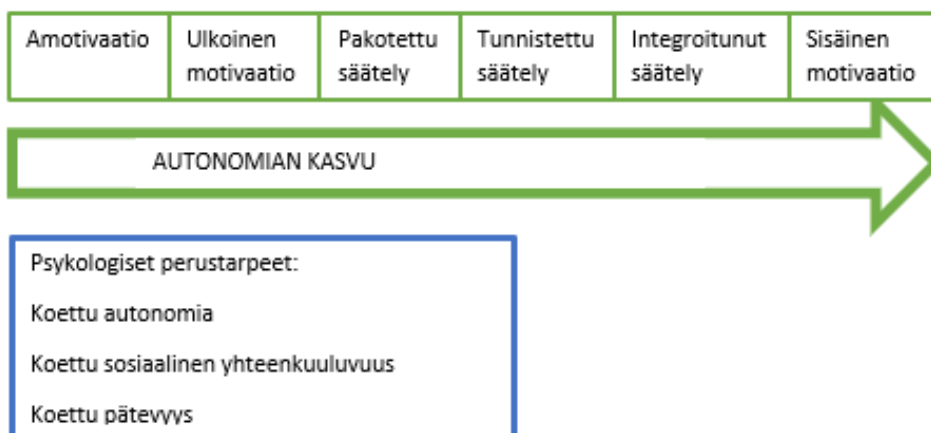 Amotivaatio
Ulkoinen
motivaatio
Pakotettu
säätely
Tunnistettu
säätely
Integroitunut
säätely
Sisäinen
motivaatio
AUTONOMIAN KASVU
Psykologiset perustarpeet:
Koettu autonomia
Koettu sosiaalinen yhteenkuuluvuus
Koettu pätevyys